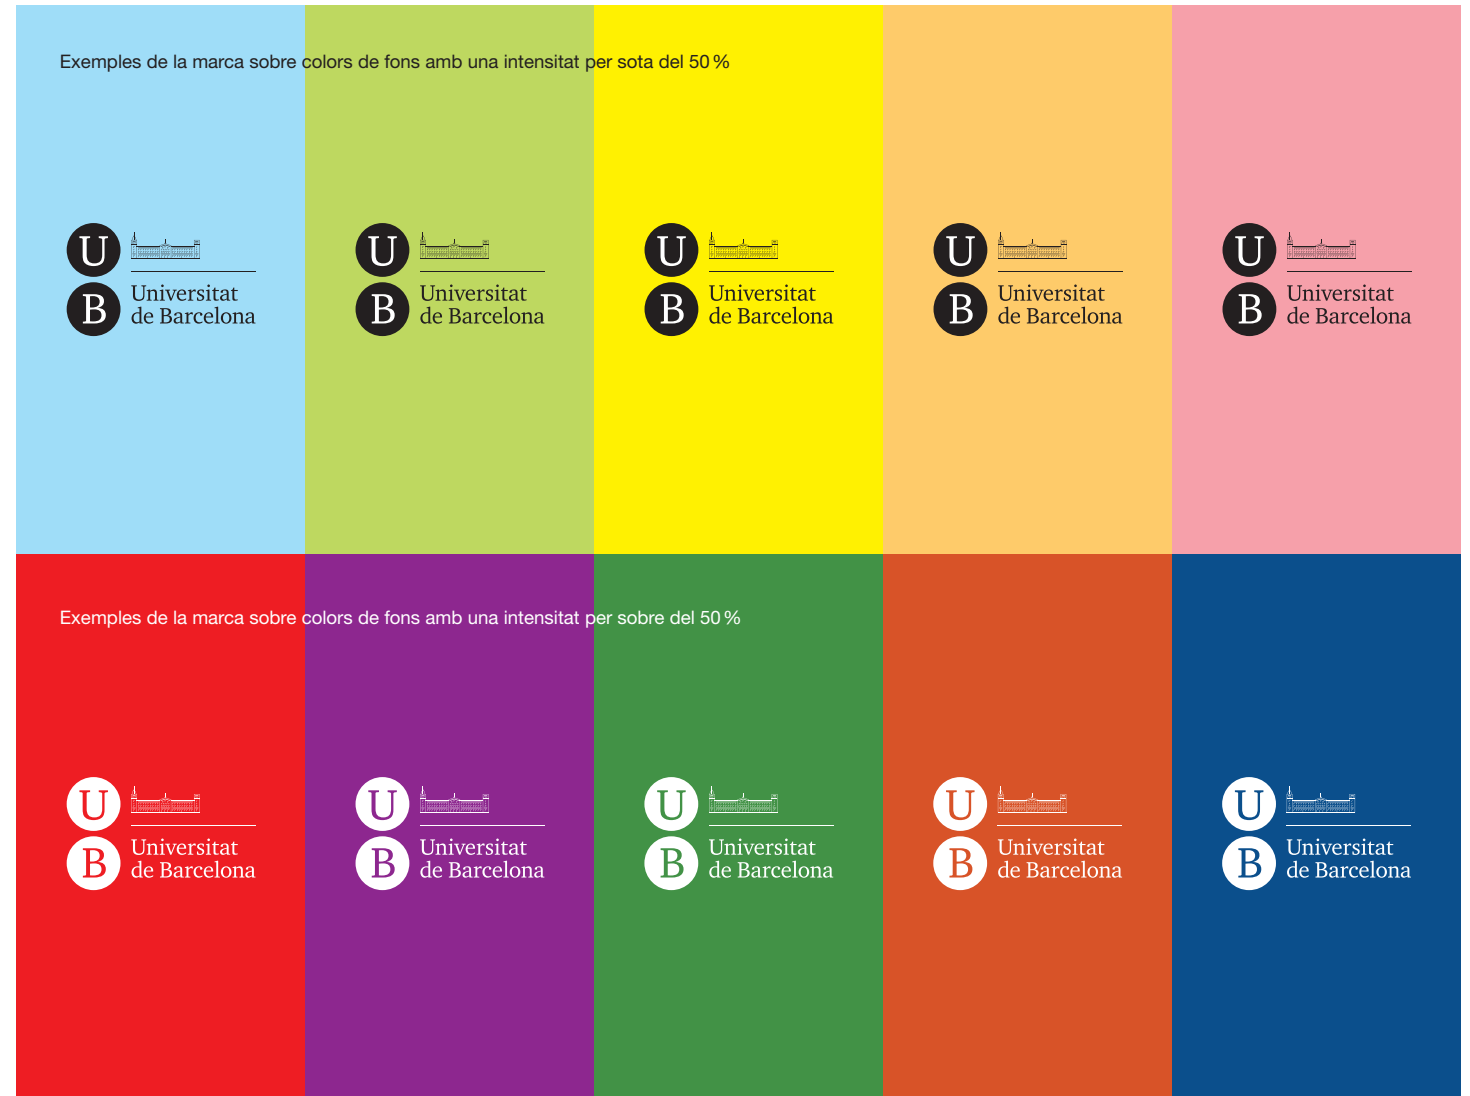 Exemples de la marca sobre colors de fons amb una intensitat per sota del 50 %
U
B
Universitat
de Barcelona
U
B
Universitat
de Barcelona
U
B
Universitat
de Barcelona
U
B
Universitat
de Barcelona
U
B
Universitat
de Barcelona
Exemples de la marca sobre colors de fons amb una intensitat per sobre del 50 %
U
B
Universitat
de Barcelona
U
B
Universitat
de Barcelona
U
B
Universitat
de Barcelona
U
B
Universitat
de Barcelona
U
B
Universitat
de Barcelona